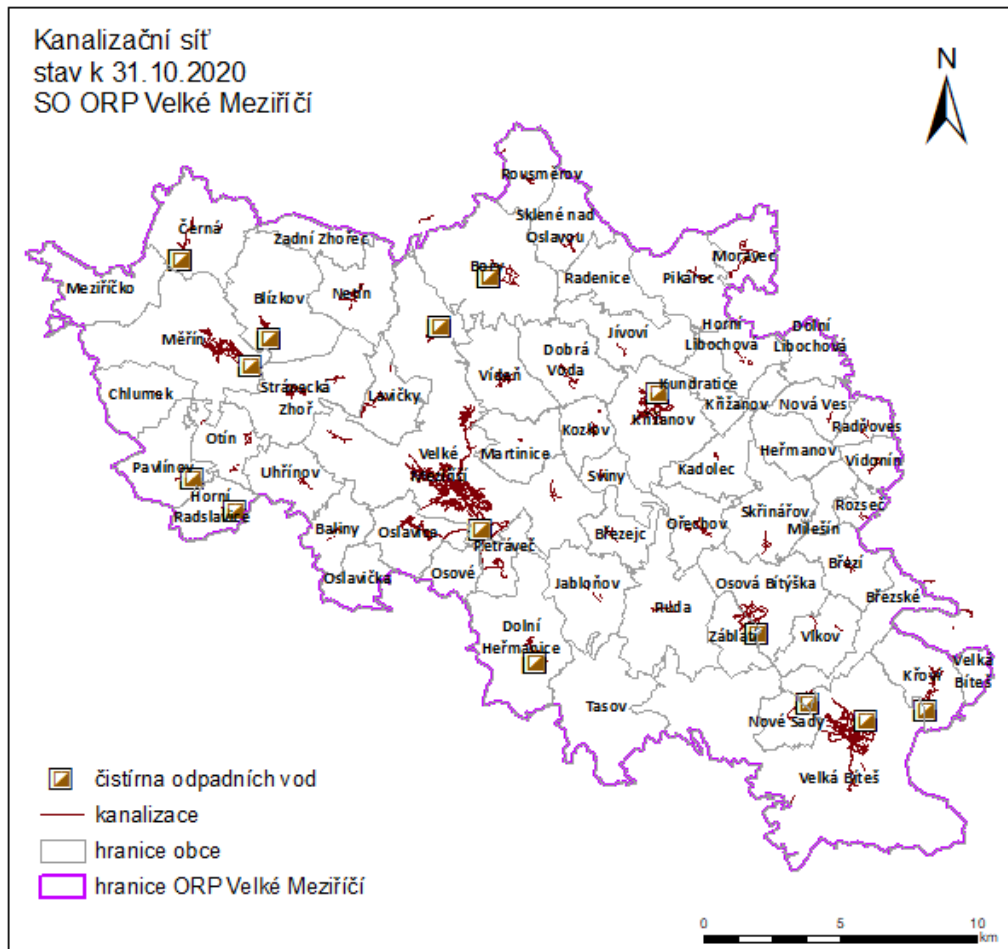 Kanalizační síť
stav k 31.10.2020
SO ORP Velké Meziříčí
N
Rousměrov
Sklené nad
Oslavou
Černá
Zadní Zhořec
Moravec
Bory
Radenice
Pikárec
Meziříčko
Blízkov
Netín
Měřín
Jívoví
Horní
Libochová
Dolní
Libochová
Dobrá
Voda
Vídeň
Chlumek
Stránecká
Zhoř
Lavičky
Kundratice
Křižanov
Křižanov
Nová Ves
Kozlov
Radňoves
Otín
Velké
Meziříčí
Martinice
Heřmanov
Vidonín
Pavlínov
Uhřínov
Sviny
Kadolec
Horní
Radslavice
Rozseč
Skřinářov
Milešín
Baliny
Oslavice
Březejc
Ořechov
Petráveč
Březí
Osové
Oslavička
Jabloňov
Osová Bítýška
Březské
Ruda
Dolní
Heřmanice
Záblatí
Vlkov
Křoví
Velká
Bíteš
Tasov
Nové Sady
Velká Bíteš
čistírna odpadních vod
kanalizace
hranice obce
hranice ORP Velké Meziříčí
0 5 10
km